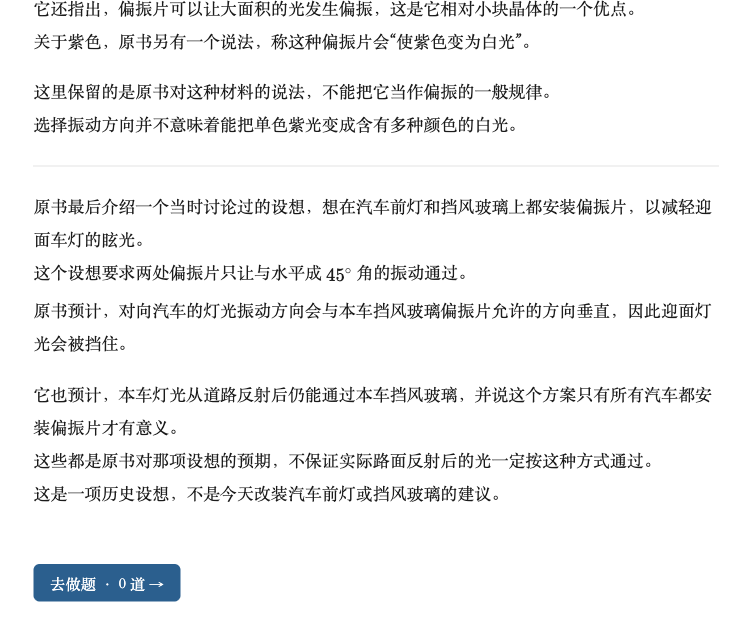 它还指出，偏振片可以让大面积的光发生偏振，这是它相对小块晶体的一个优点。
关于紫色，原书另有一个说法，称这种偏振片会“使紫色变为白光”。
这里保留的是原书对这种材料的说法，不能把它当作偏振的一般规律。
选择振动方向并不意味着能把单色紫光变成含有多种颜色的白光。
原书最后介绍一个当时讨论过的设想，想在汽车前灯和挡风玻璃上都安装偏振片，以减轻迎
面车灯的眩光。
这个设想要求两处偏振片只让与水平成 45° 角的振动通过。
原书预计，对向汽车的灯光振动方向会与本车挡风玻璃偏振片允许的方向垂直，因此迎面灯
光会被挡住。
它也预计，本车灯光从道路反射后仍能通过本车挡风玻璃，并说这个方案只有所有汽车都安
装偏振片才有意义。
这些都是原书对那项设想的预期，不保证实际路面反射后的光一定按这种方式通过。
这是一项历史设想，不是今天改装汽车前灯或挡风玻璃的建议。
去做题 · 0 道 →